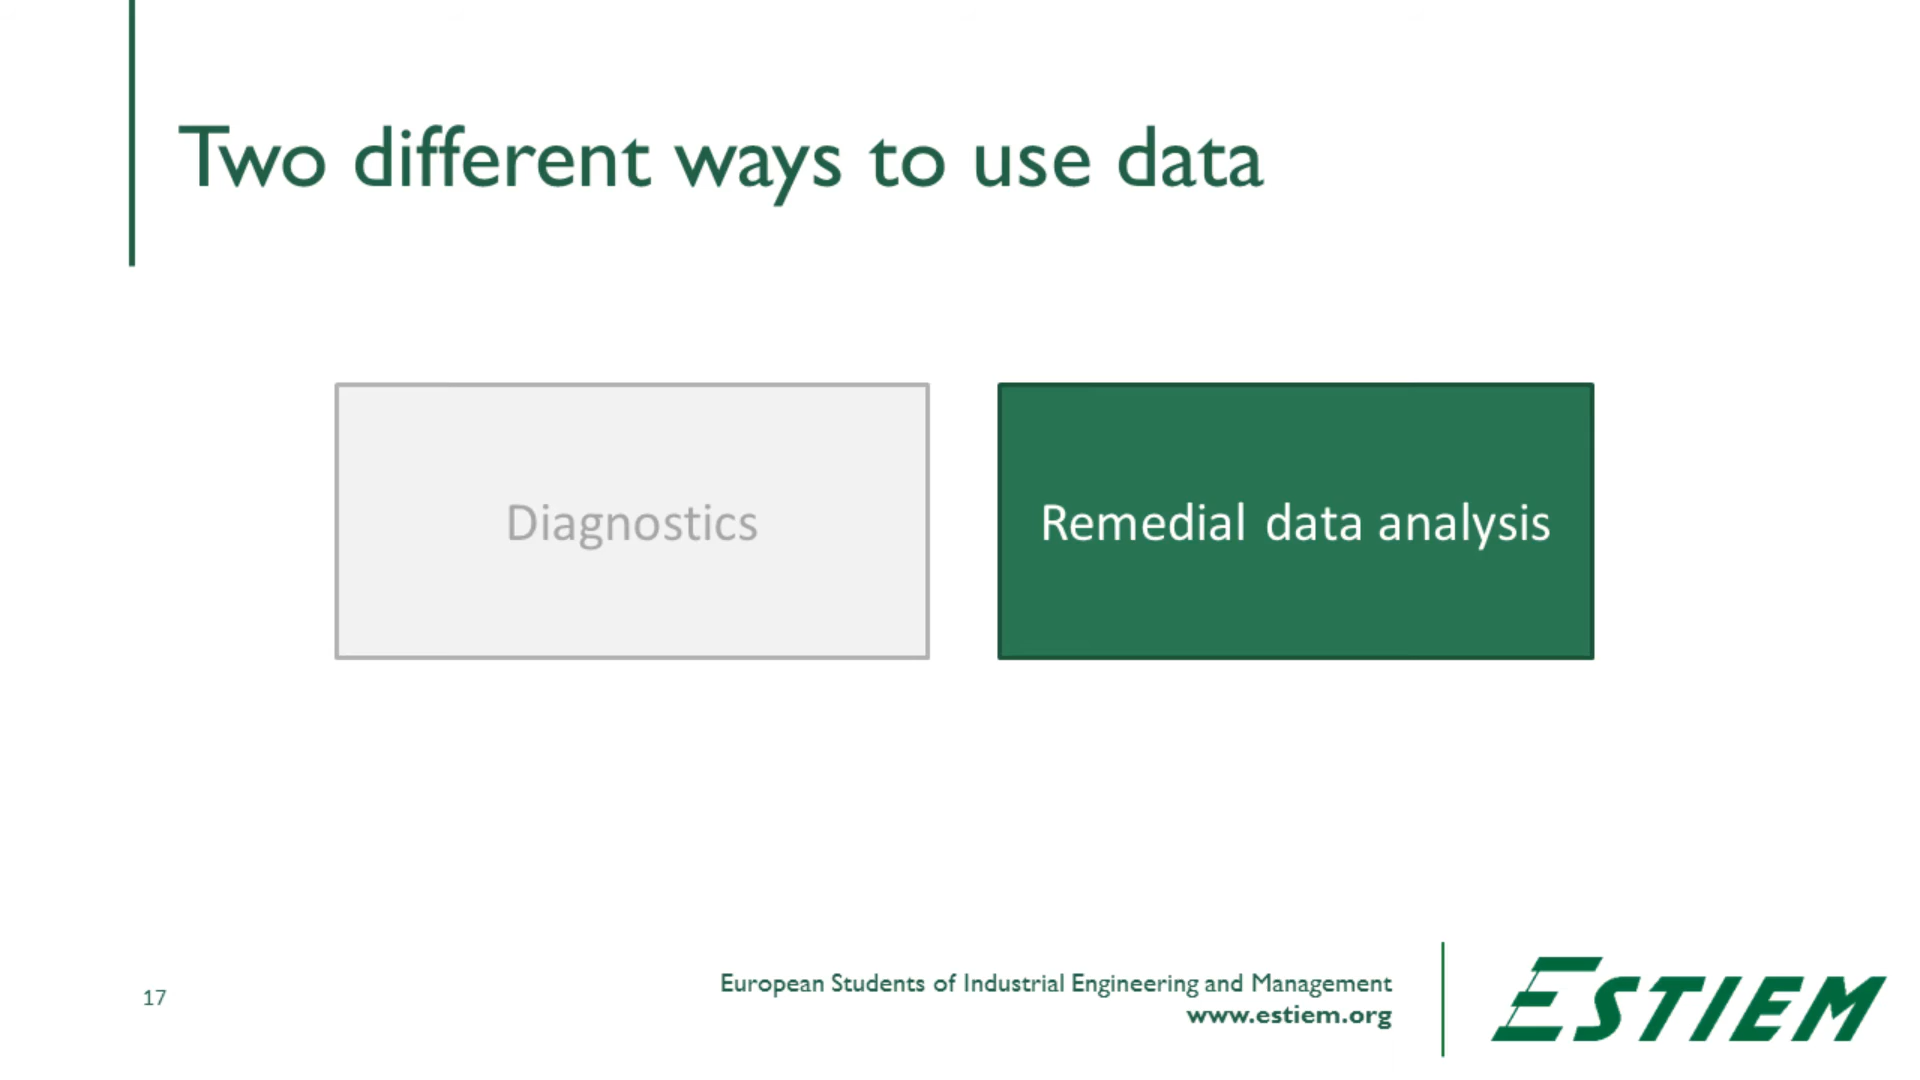 Two different ways to use data
Diagnostics
Remedial data analysis
17
European Students of Industrial Engineering and Management
www.estiem.org
ESTIEM